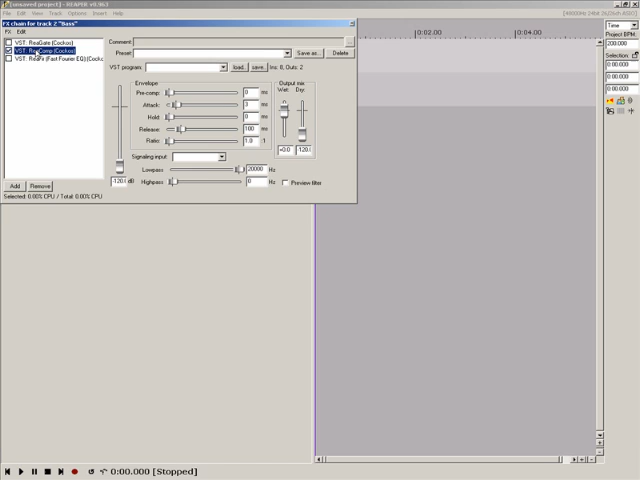 [unsaved project] - REAPER v0.963
FX chain for track 2 "Bass"
File Edit View Track Options Insert Help
FX Edit
VST: ReaGate (Cockos)
VST: ReaComp (Cockos)
VST: ReaFir (Fast Fourier EQ) (Cocko
Comment:
Preset:
Save as...
Delete
VST program:
load..
save..
Ins: 8, Outs: 2
Envelope
Pre-comp: 0 ms
Attack: 3 ms
Hold: 0 ms
Release: 100 ms
Ratio: 1.0 :1
Output mix
Wet: Dry:
+0.0 -120.
Signaling input:
Lowpass 20000 Hz
Highpass 0 Hz
Preview filter
-120.0 dB
Add Remove
Selected: 0.00% CPU / Total: 0.00% CPU
0:02.00 0:04.00
Time
Project BPM:
200.000
0:00.000
Selection:
0:00.000
0:00.000
0:00.000 [Stopped]